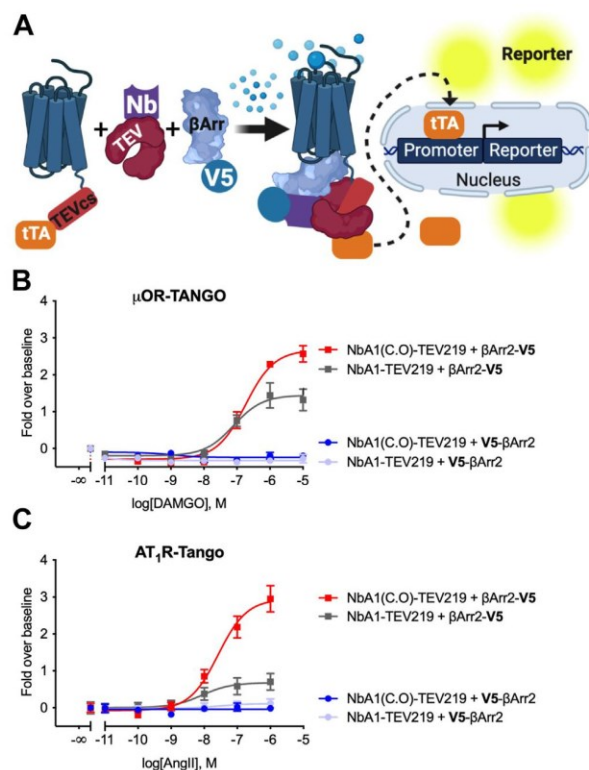 A
Nb
TEV
βArr
V5
TEVcs
tTA
Reporter
tTA
Promoter Reporter
Nucleus
B
μOR-TANGO
Fold over baseline
4
3
2
1
0
-∞ -11 -10 -9 -8 -7 -6 -5
log[DAMGO], M
NbA1(C.O)-TEV219 + βArr2-V5
NbA1-TEV219 + βArr2-V5
NbA1(C.O)-TEV219 + V5-βArr2
NbA1-TEV219 + V5-βArr2
C
AT₁R-Tango
Fold over baseline
4
3
2
1
0
-∞ -11 -10 -9 -8 -7 -6 -5
log[AngII], M
NbA1(C.O)-TEV219 + βArr2-V5
NbA1-TEV219 + βArr2-V5
NbA1(C.O)-TEV219 + V5-βArr2
NbA1-TEV219 + V5-βArr2